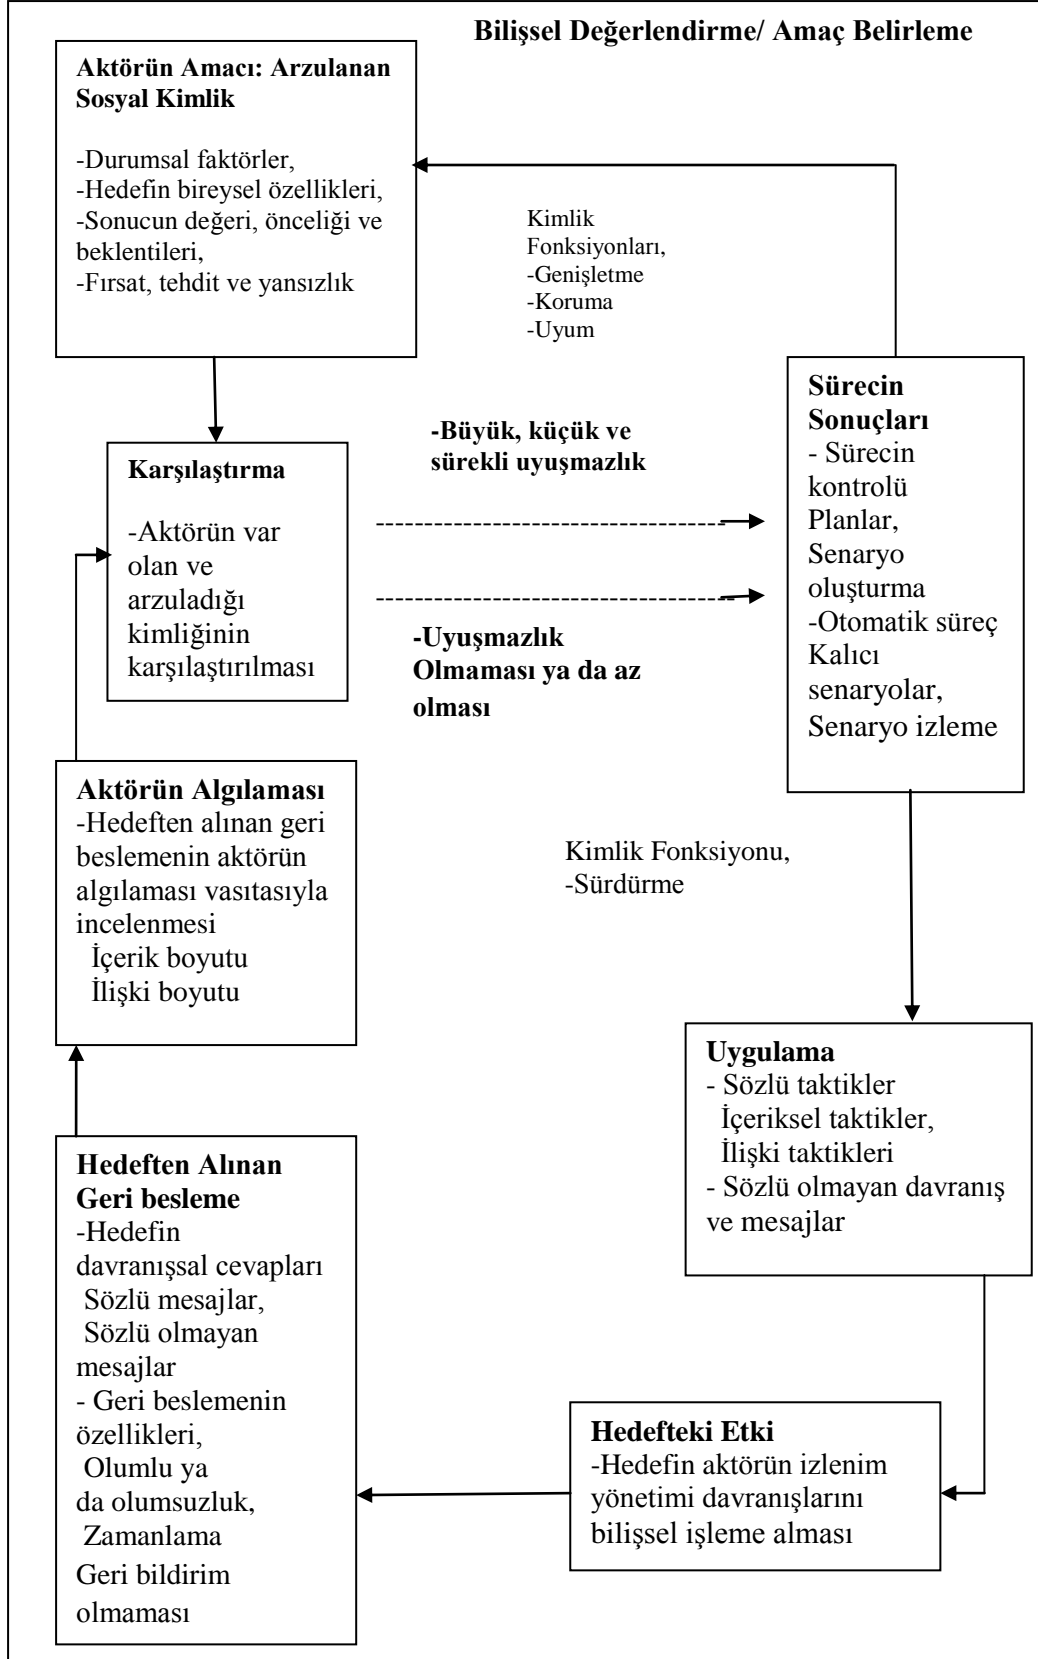 Bilişsel Değerlendirme/ Amaç Belirleme
Aktörün Amacı: Arzulanan
Sosyal Kimlik
-Durumsal faktörler,
-Hedefin bireysel özellikleri,
-Sonucun değeri, önceliği ve
beklentileri,
-Fırsat, tehdit ve yansızlık
Kimlik
Fonksiyonları,
-Genişletme
-Koruma
-Uyum
Karşılaştırma
-Aktörün var
olan ve
arzuladığı
kimliğinin
karşılaştırılması
-Büyük, küçük ve
sürekli uyuşmazlık
-Uyuşmazlık
Olmaması ya da az
olması
Sürecin
Sonuçları
- Sürecin
kontrolü
Planlar,
Senaryo
oluşturma
-Otomatik süreç
Kalıcı
senaryolar,
Senaryo izleme
Aktörün Algılaması
-Hedeften alınan geri
beslemenin aktörün
algılaması vasıtasıyla
incelenmesi
İçerik boyutu
İlişki boyutu
Kimlik Fonksiyonu,
-Sürdürme
Uygulama
- Sözlü taktikler
İçeriksel taktikler,
İlişki taktikleri
- Sözlü olmayan davranış
ve mesajlar
Hedeften Alınan
Geri besleme
-Hedefin
davranışsal cevapları
Sözlü mesajlar,
Sözlü olmayan
mesajlar
- Geri beslemenin
özellikleri,
Olumlu ya
da olumsuzluk,
Zamanlama
Geri bildirim
olmaması
Hedefteki Etki
-Hedefin aktörün izlenim
yönetimi davranışlarını
bilişsel işleme alması